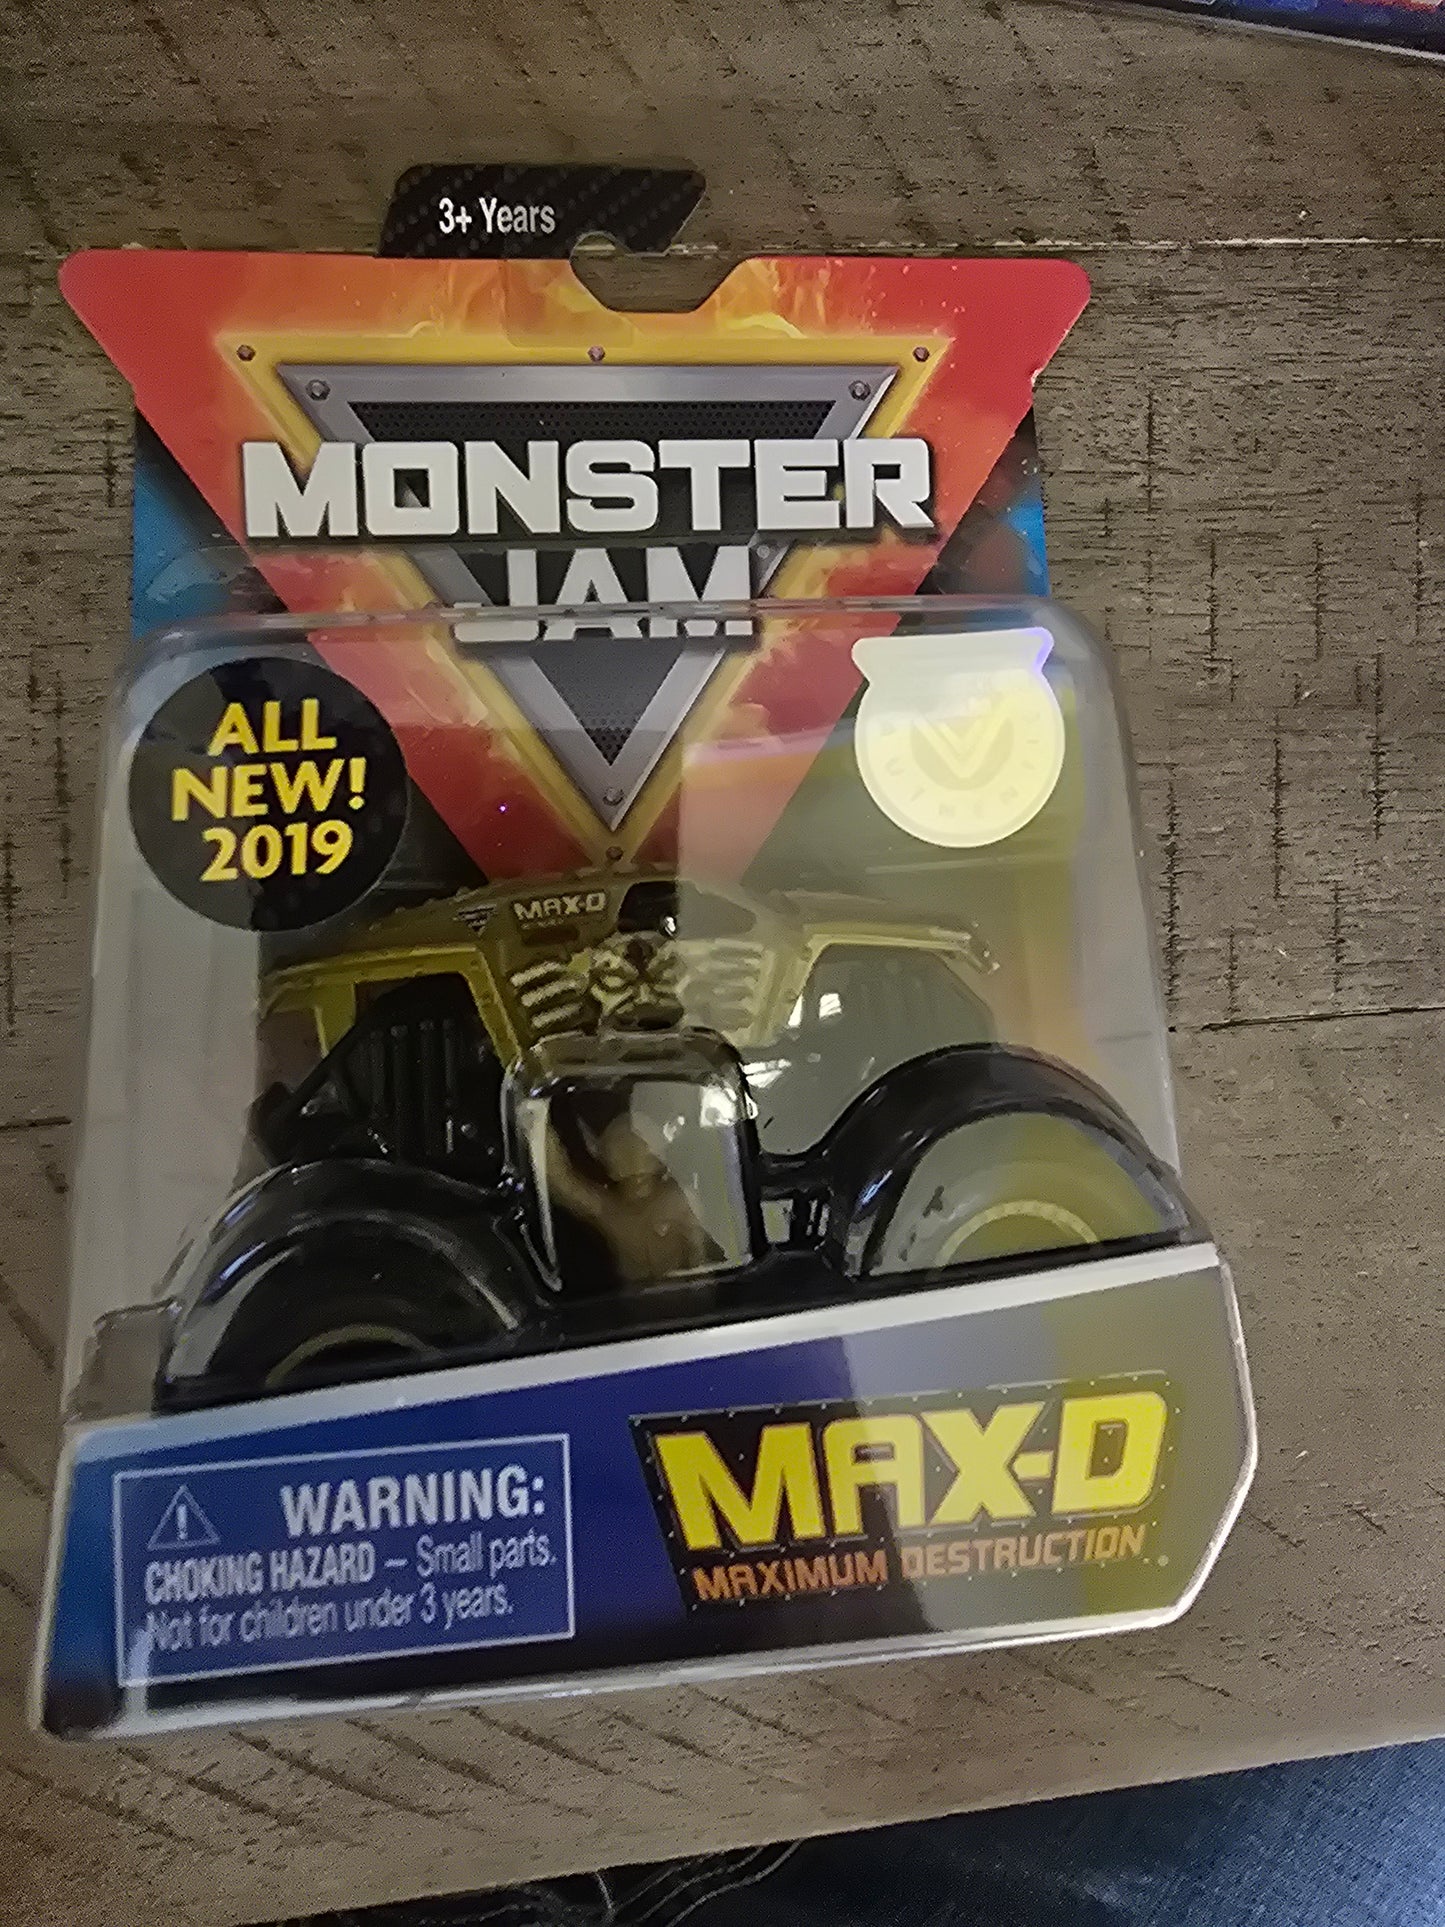 3+ Years
MONSTER
JAM
ALL
NEW!
2019
MAX-D
MAX-D
MAXIMUM DESTRUCTION
WARNING:
CHOKING HAZARD – Small parts.
Not for children under 3 years.